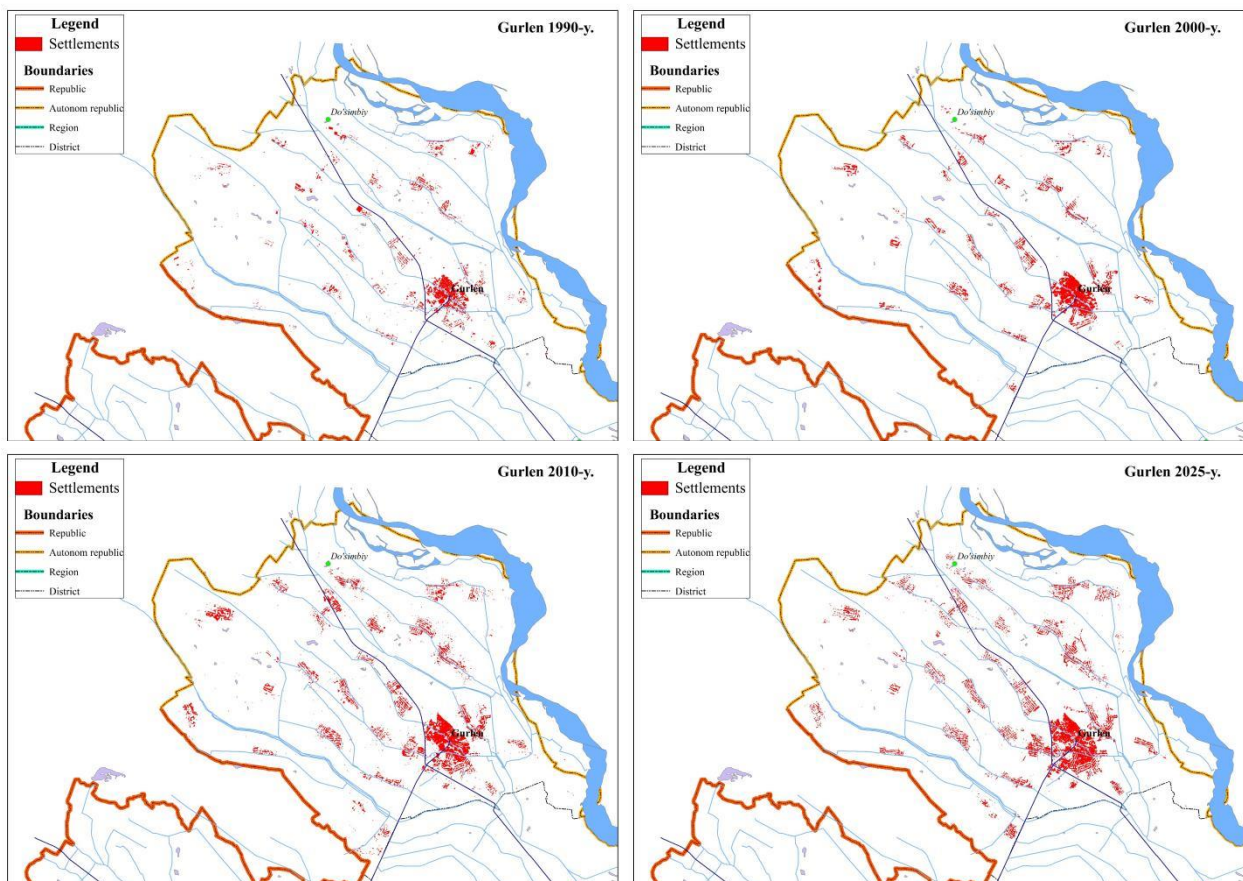 Legend
Settlements
Boundaries
Republic
Autonom republic
Region
District
Gurlen 1990-y.
Do'simbiy
Gurlen
Legend
Settlements
Boundaries
Republic
Autonom republic
Region
District
Gurlen 2000-y.
Do'simbiy
Gurlen
Legend
Settlements
Boundaries
Republic
Autonom republic
Region
District
Gurlen 2010-y.
Do'simbiy
Gurlen
Legend
Settlements
Boundaries
Republic
Autonom republic
Region
District
Gurlen 2025-y.
Do'simbiy
Gurlen